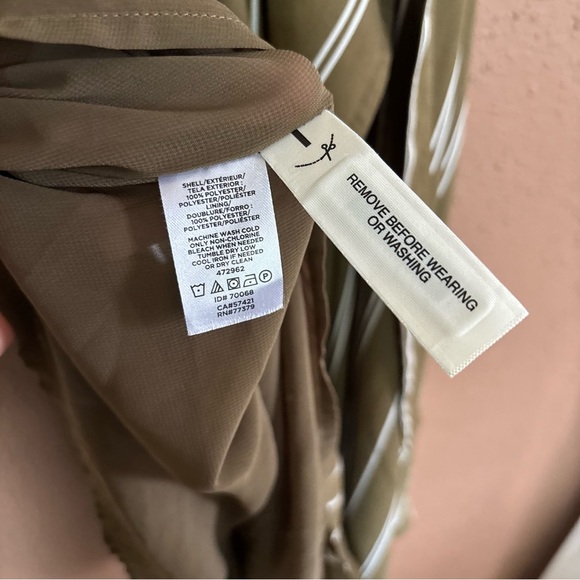 SHELL/EXTÉRIEUR/
TELA EXTERIOR :
100% POLYESTER/
POLYESTER/POLIÉSTER
LINING/
DOUBLURE/FORRO :
100% POLYESTER/
POLYESTER/POLIÉSTER
MACHINE WASH COLD
ONLY NON-CHLORINE
BLEACH WHEN NEEDED
TUMBLE DRY LOW
COOL IRON IF NEEDED
OR DRY CLEAN
472962
P
ID# 70068
CA#57421
RN#77379
REMOVE BEFORE WEARING
OR WASHING